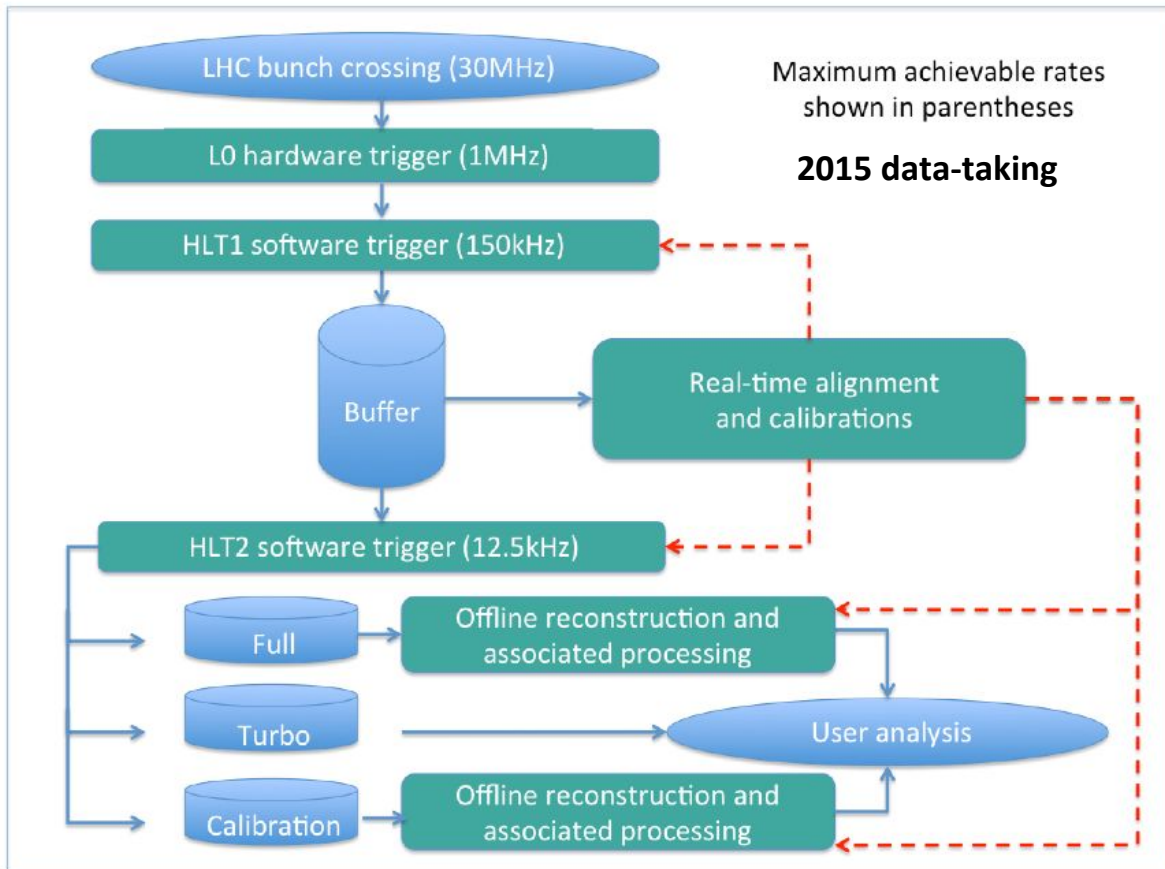 LHC bunch crossing (30MHz)
Maximum achievable rates
shown in parentheses
L0 hardware trigger (1MHz)
2015 data-taking
HLT1 software trigger (150kHz)
Real-time alignment
and calibrations
Buffer
HLT2 software trigger (12.5kHz)
Full
Offline reconstruction and
associated processing
Turbo
User analysis
Calibration
Offline reconstruction and
associated processing